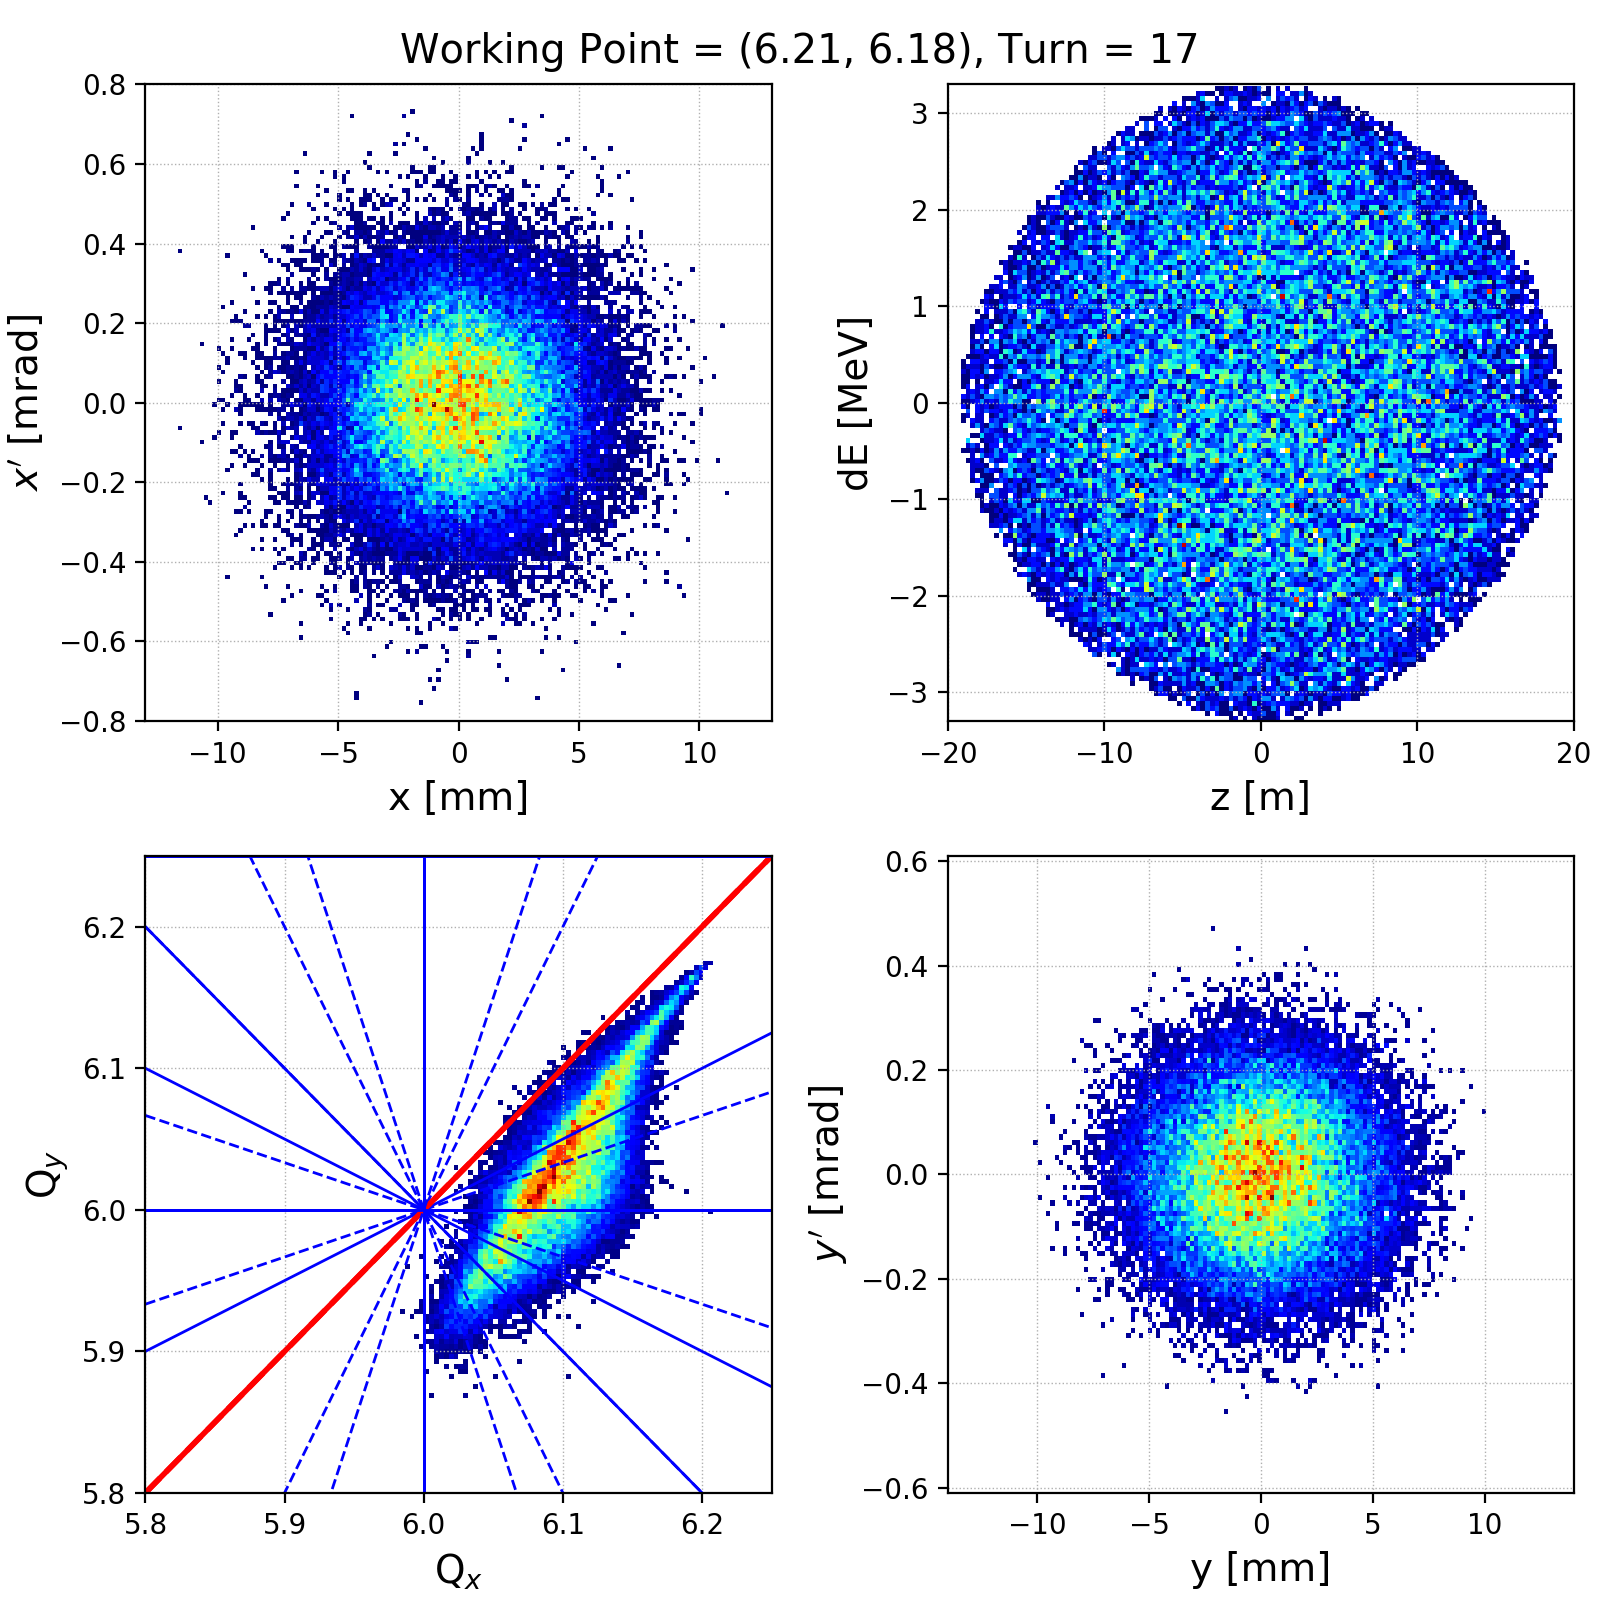 Working Point = (6.21, 6.18), Turn = 17
0.8
0.6
0.4
0.2
0.0
−0.2
−0.4
−0.6
−0.8
x′ [mrad]
−10 −5 0 5 10
x [mm]
3
2
1
0
−1
−2
−3
dE [MeV]
−20 −10 0 10 20
z [m]
6.2
6.1
6.0
5.9
5.8
Qy
5.8 5.9 6.0 6.1 6.2
Qx
0.6
0.4
0.2
0.0
−0.2
−0.4
−0.6
y′ [mrad]
−10 −5 0 5 10
y [mm]